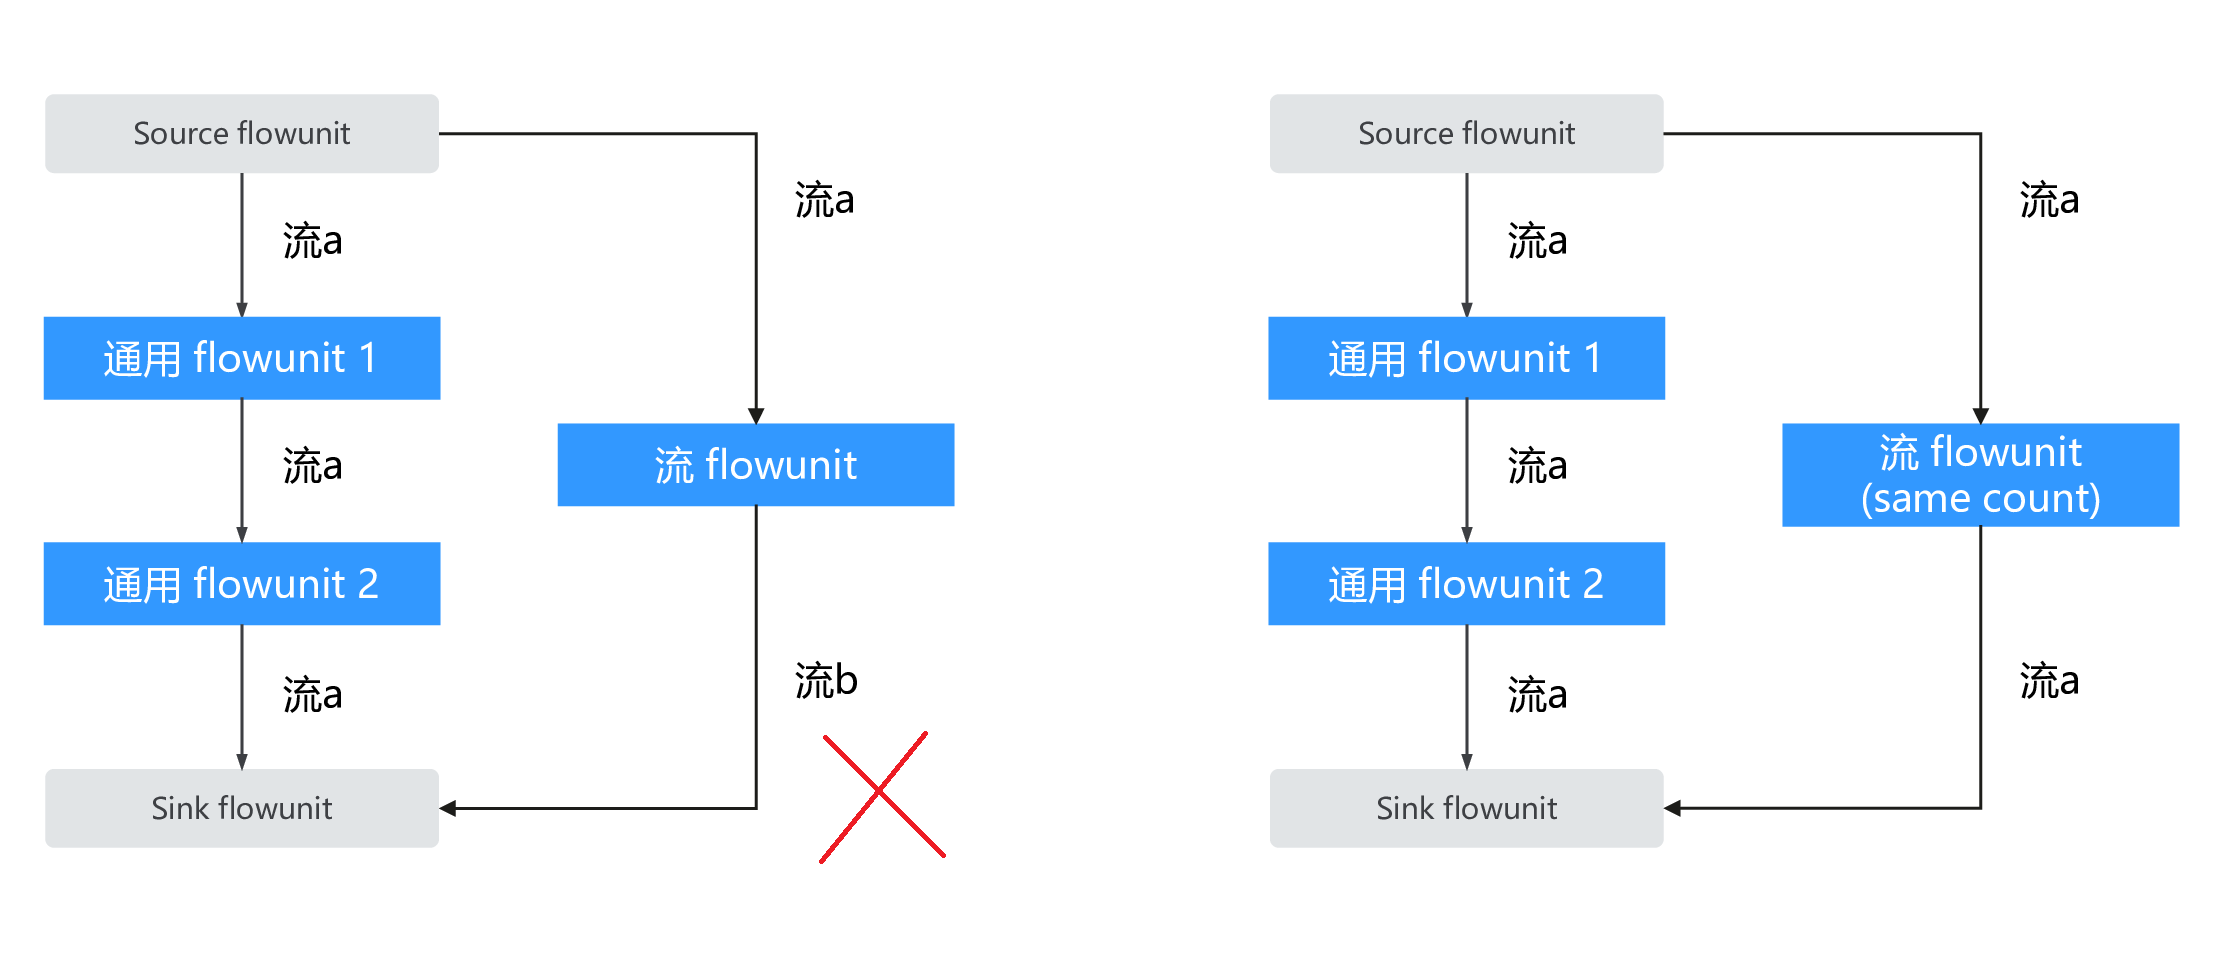 Source flowunit
流a
流a
通用 flowunit 1
流a
流 flowunit
通用 flowunit 2
流a
流b
Sink flowunit
Source flowunit
流a
流a
通用 flowunit 1
流a
流 flowunit
(same count)
通用 flowunit 2
流a
流a
Sink flowunit